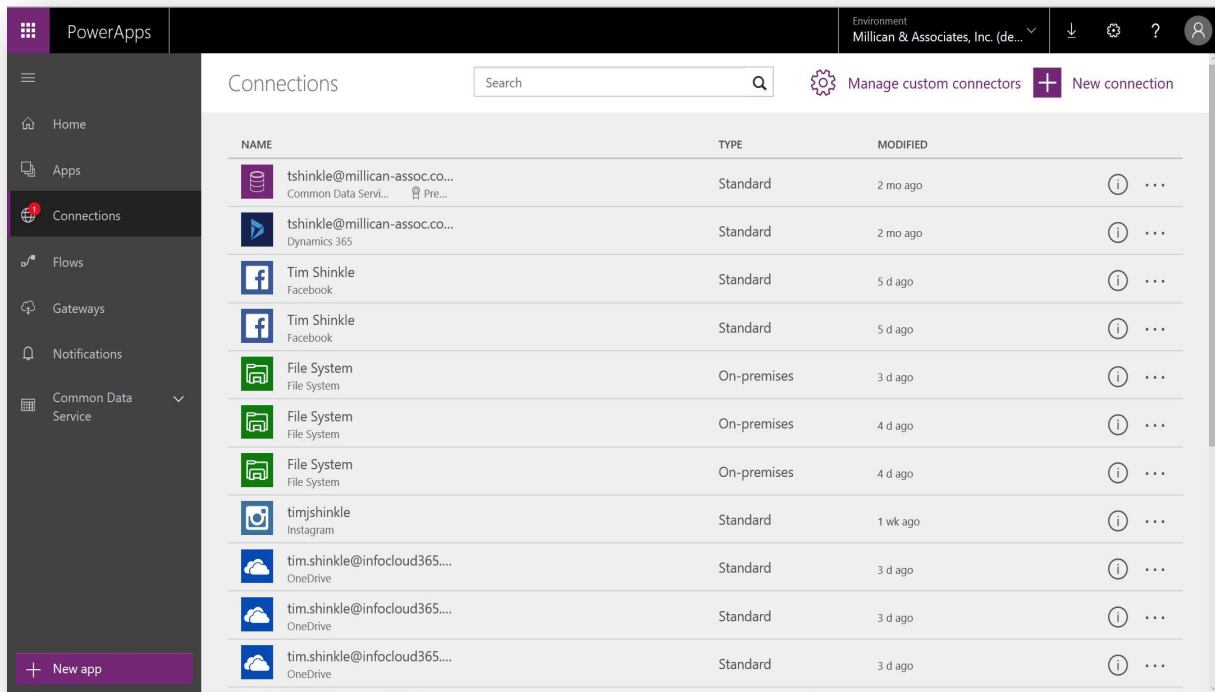 PowerApps
Environment
Millican & Associates, Inc. (de...
?
Home
Apps
1
Connections
Flows
Gateways
Notifications
Common Data
Service
New app
Connections
Search
Manage custom connectors
New connection
NAME TYPE MODIFIED
tshinkle@millican-assoc.co... Standard 2 mo ago
Common Data Servi... Pre...
tshinkle@millican-assoc.co... Standard 2 mo ago
Dynamics 365
Tim Shinkle Standard 5 d ago
Facebook
Tim Shinkle Standard 5 d ago
Facebook
File System On-premises 3 d ago
File System
File System On-premises 4 d ago
File System
File System On-premises 4 d ago
File System
timjshinkle Standard 1 wk ago
Instagram
tim.shinkle@infocloud365.... Standard 3 d ago
OneDrive
tim.shinkle@infocloud365.... Standard 3 d ago
OneDrive
tim.shinkle@infocloud365.... Standard 3 d ago
OneDrive